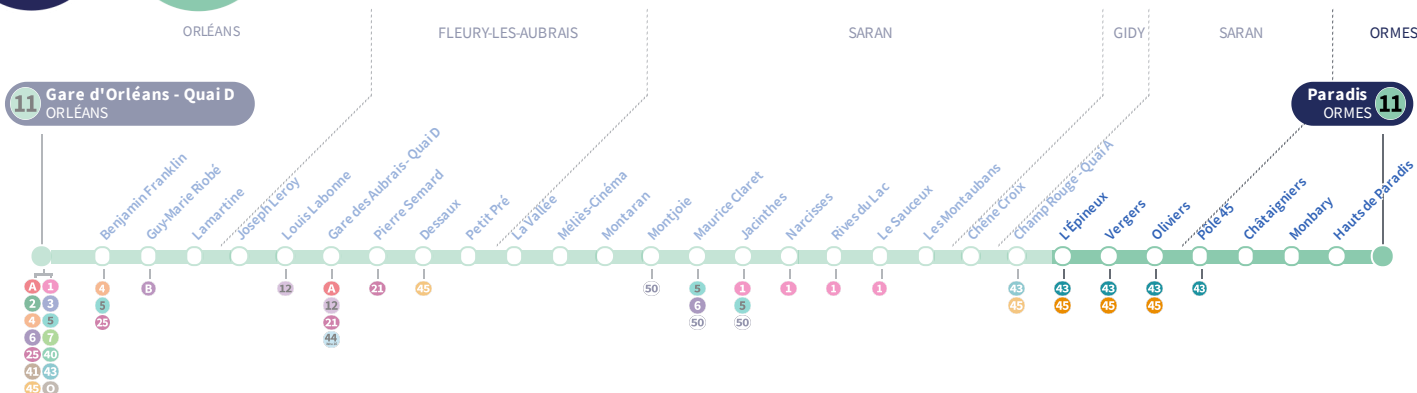 ORLÉANS
FLEURY-LES-AUBRAIS
SARAN
GIDY
SARAN
ORMES
11
Gare d'Orléans - Quai D
ORLÉANS
Paradis
ORMES
11
Benjamin Franklin
Guy-Marie Riobé
Lamartine
Joseph Leroy
Louis Labonne
Gare des Aubrais - Quai D
Pierre Semard
Dessaux
Petit Pré
La Vallée
Méliès-Cinéma
Montaran
Montjoie
Maurice Claret
Jacinthes
Narcisses
Rives du Lac
Le Sauceux
Les Montaubans
Chêne Croix
Champ Rouge - Quai A
L'Épineux
Vergers
Oliviers
Pôle 45
Châtaigniers
Monbary
Hauts de Paradis
A 1
2 3
4 5
6 7
25 40
41 43
45 O
4
5
25
B
12
A
12
21
44
21
45
50
5
6
50
1
5
50
1
1
1
43
45
43
45
43
45
43
45
43